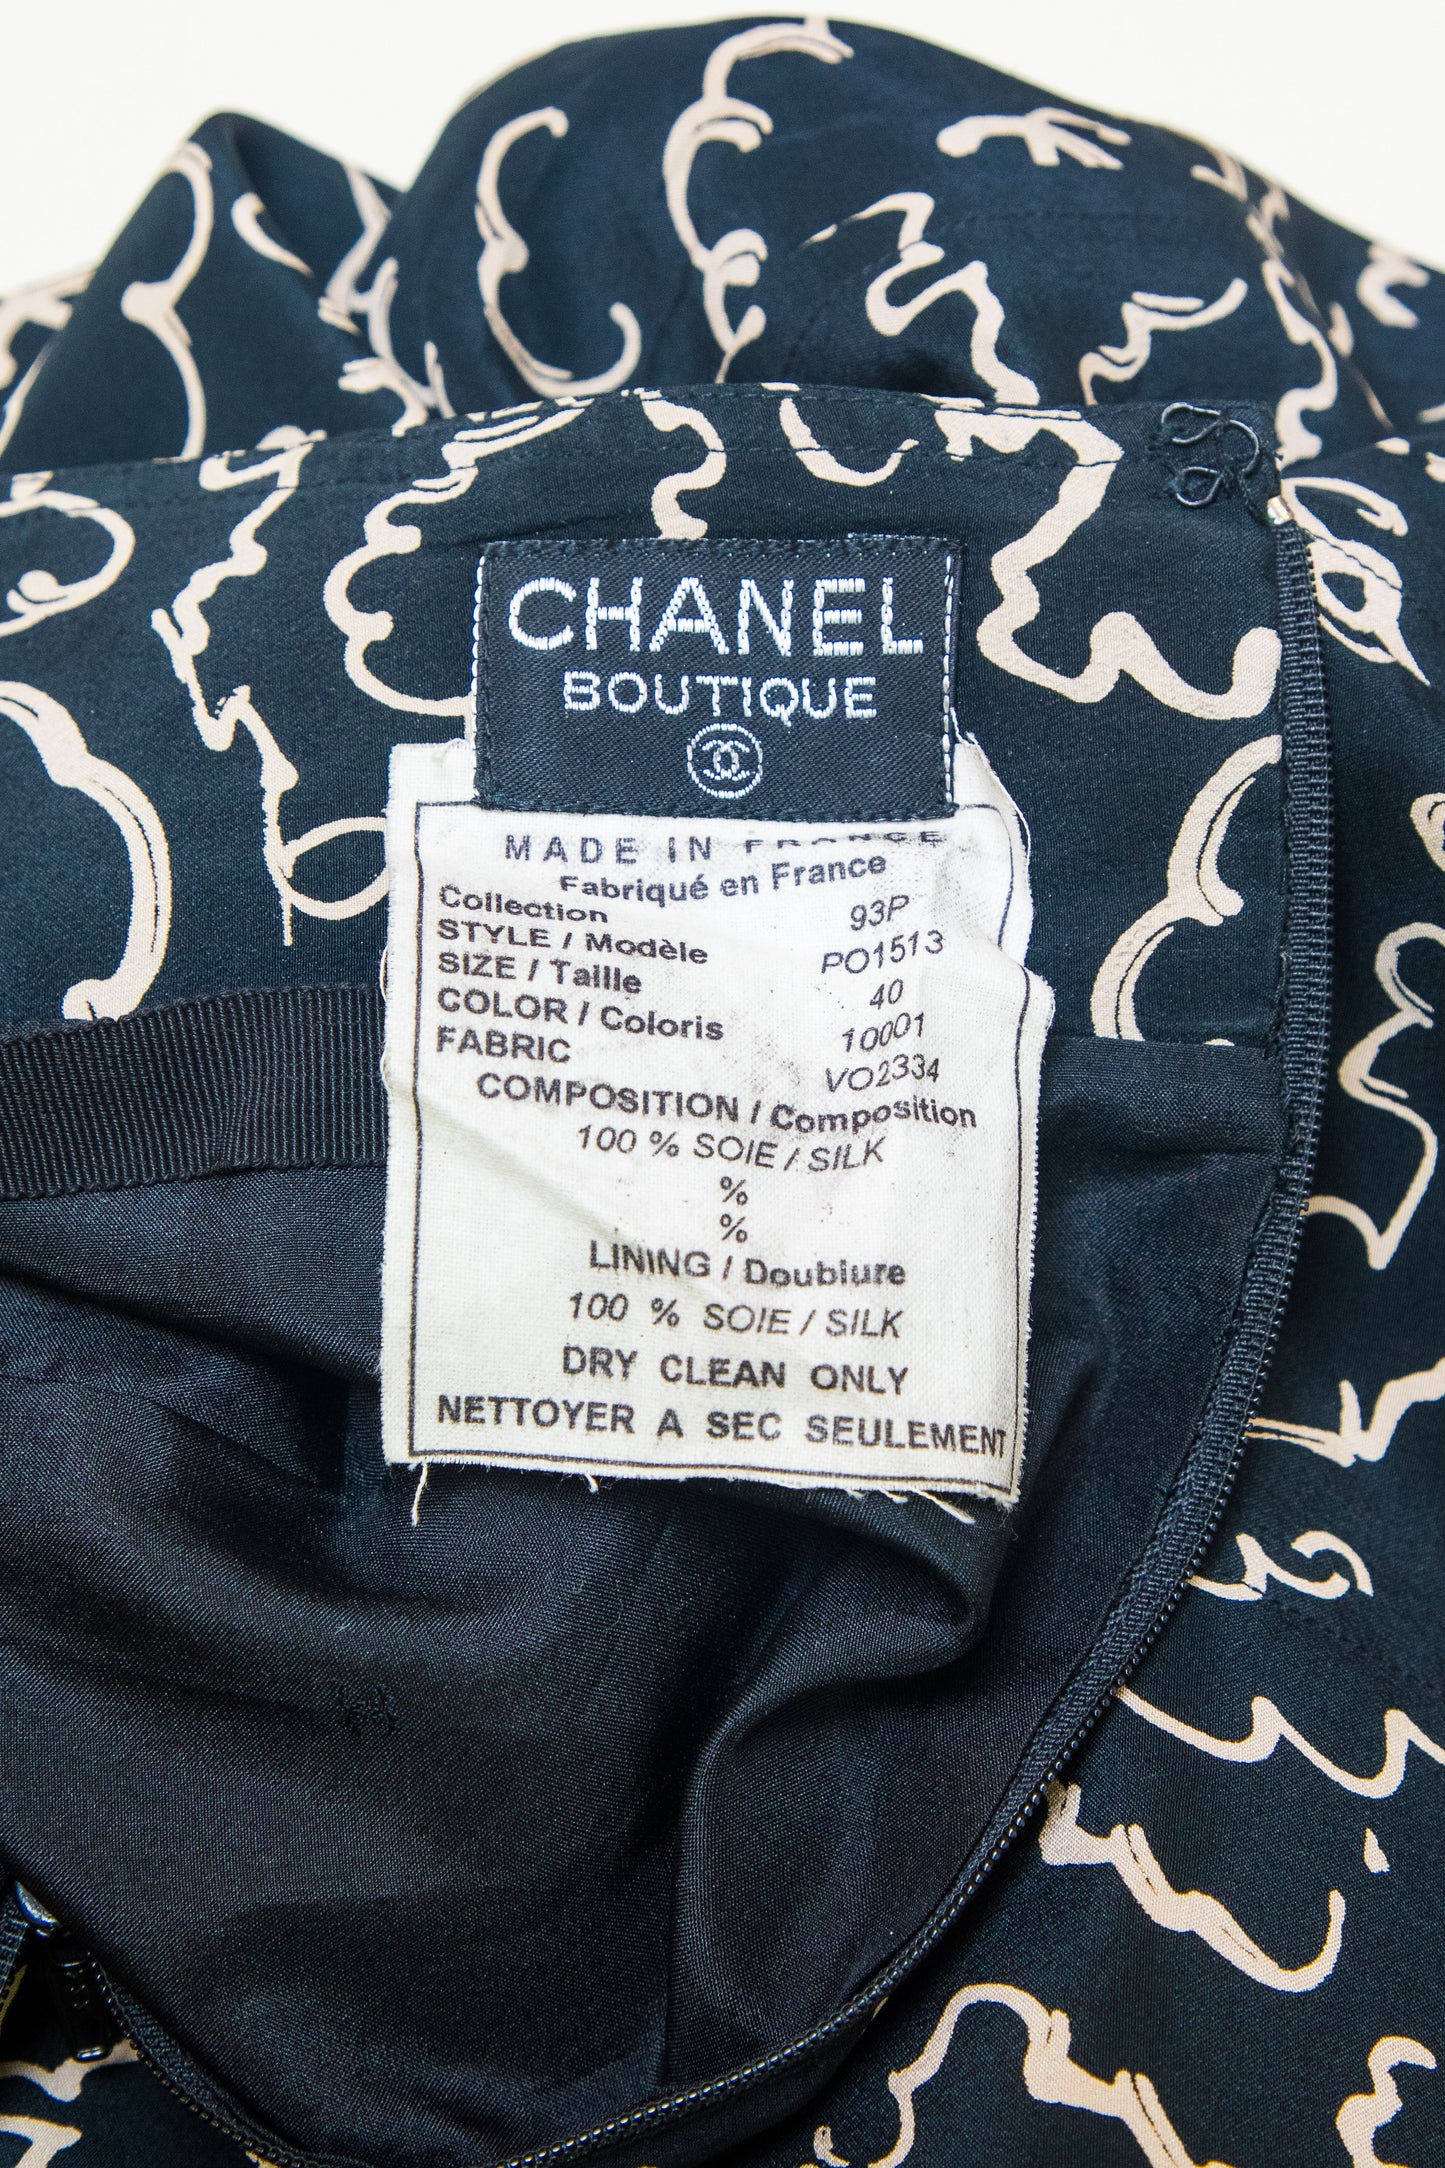 CHANEL
BOUTIQUE
MADE IN FRANCE
Fabriqué en France
Collection 93P
STYLE / Modèle PO1513
SIZE / Taille 40
COLOR / Coloris 10001
FABRIC VO2334
COMPOSITION / Composition
100 % SOIE / SILK
%
%
LINING / Doublure
100 % SOIE / SILK
DRY CLEAN ONLY
NETTOYER A SEC SEULEMENT